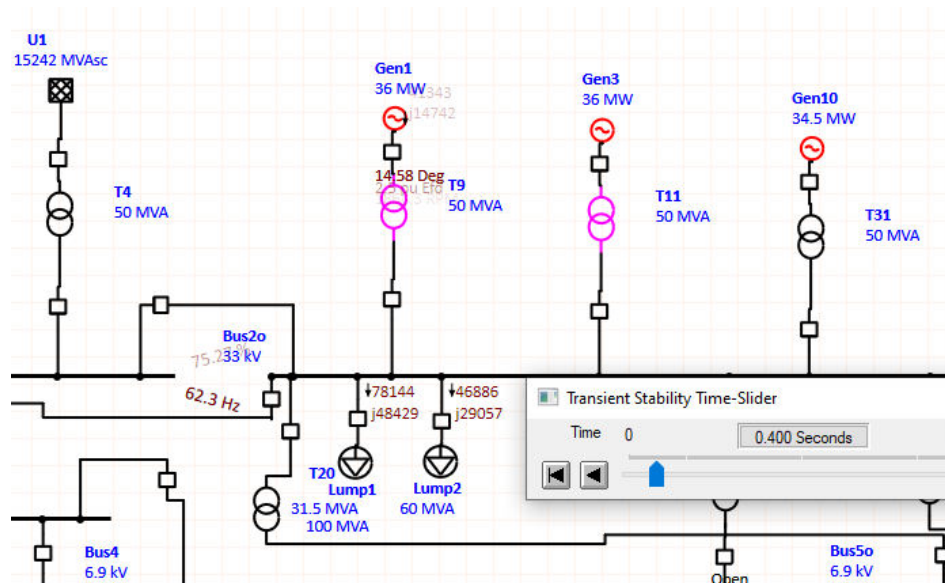 U1
15242 MVAsc
Gen1
36 MW
j14742
Gen3
36 MW
Gen10
34.5 MW
T4
50 MVA
14.58 Deg
T9
50 MVA
T11
50 MVA
T31
50 MVA
Bus2o
33 kV
62.3 Hz
78144
j48429
46886
j29057
T20
31.5 MVA
Lump1
100 MVA
Lump2
60 MVA
Transient Stability Time-Slider
Time
0
0.400 Seconds
Bus4
6.9 kV
Open
Bus5o
6.9 kV